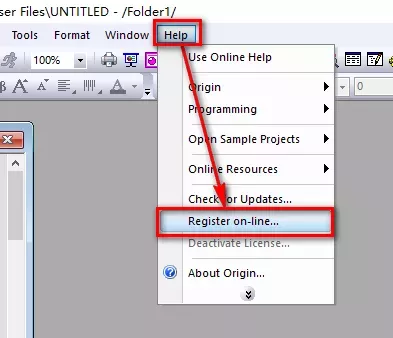 ser Files\UNTITLED - /Folder1/
Tools Format Window Help
100%
B A A 0
Use Online Help
Origin
Programming
Open Sample Projects
Online Resources
Check for Updates...
Register on-line...
Deactivate License...
About Origin...